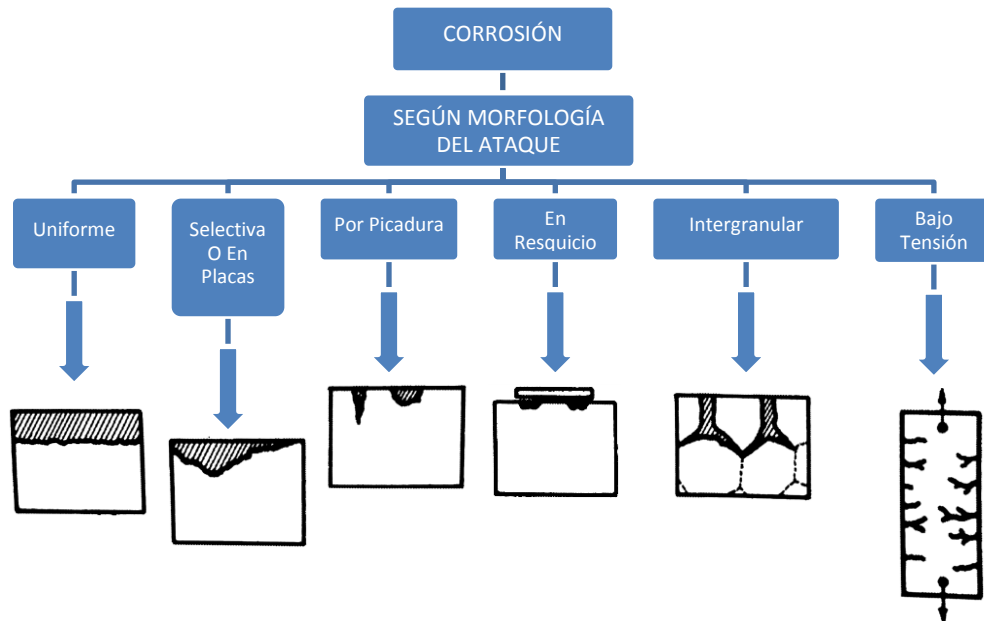 CORROSIÓN
SEGÚN MORFOLOGÍA
DEL ATAQUE
Uniforme
Selectiva
O En
Placas
Por Picadura
En
Resquicio
Intergranular
Bajo
Tensión